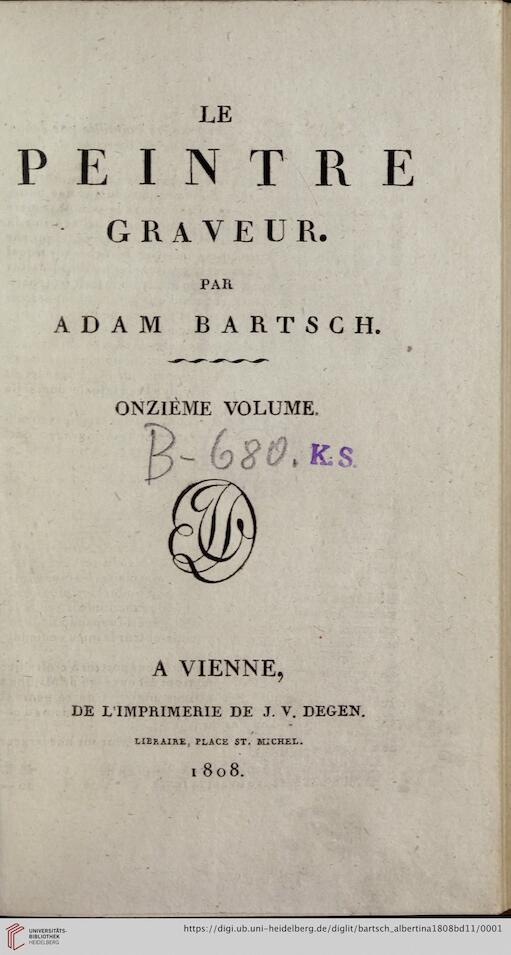 LE
PEINTRE
GRAVEUR.
PAR
ADAM BARTSCH.
ONZIÈME VOLUME.
B-680. K.S.
A VIENNE,
DE L'IMPRIMERIE DE J. V. DEGEN.
LIBRAIRE, PLACE ST. MICHEL.
1808.
UNIVERSITÄTS-
BIBLIOTHEK
HEIDELBERG
https://digi.ub.uni-heidelberg.de/diglit/bartsch_albertina1808bd11/0001